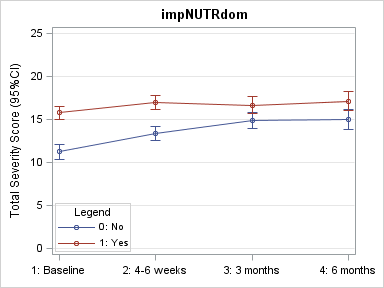 impNUTRdom
Total Severity Score (95%CI)
25
20
15
10
5
0
Legend
0: No
1: Yes
1: Baseline
2: 4-6 weeks
3: 3 months
4: 6 months